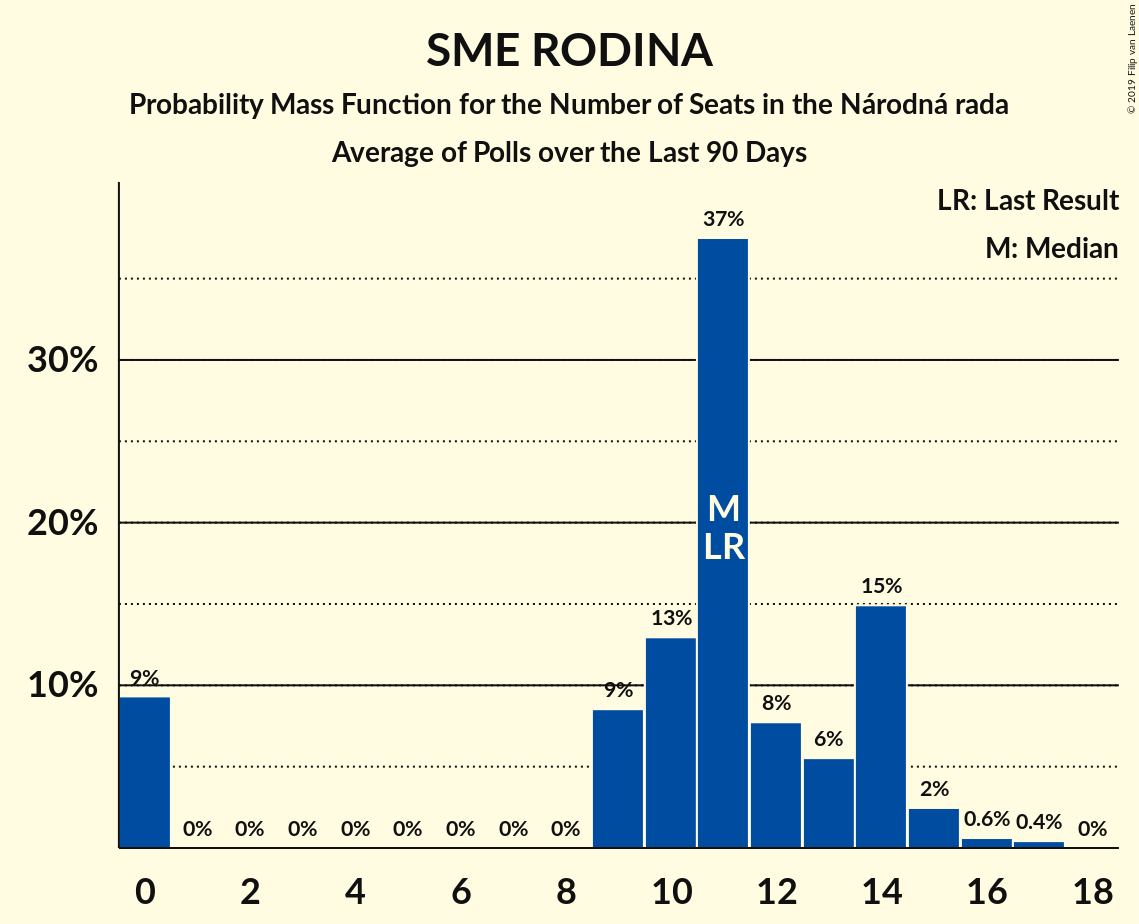 SME RODINA
Probability Mass Function for the Number of Seats in the Národná rada
Average of Polls over the Last 90 Days
© 2019 Filip van Laenen
LR: Last Result
M: Median
37%
30%
20%
10%
M
LR
15%
13%
9%
9%
8%
6%
2%
0% 0% 0% 0% 0% 0% 0% 0%
0.6% 0.4% 0%
0 2 4 6 8 10 12 14 16 18